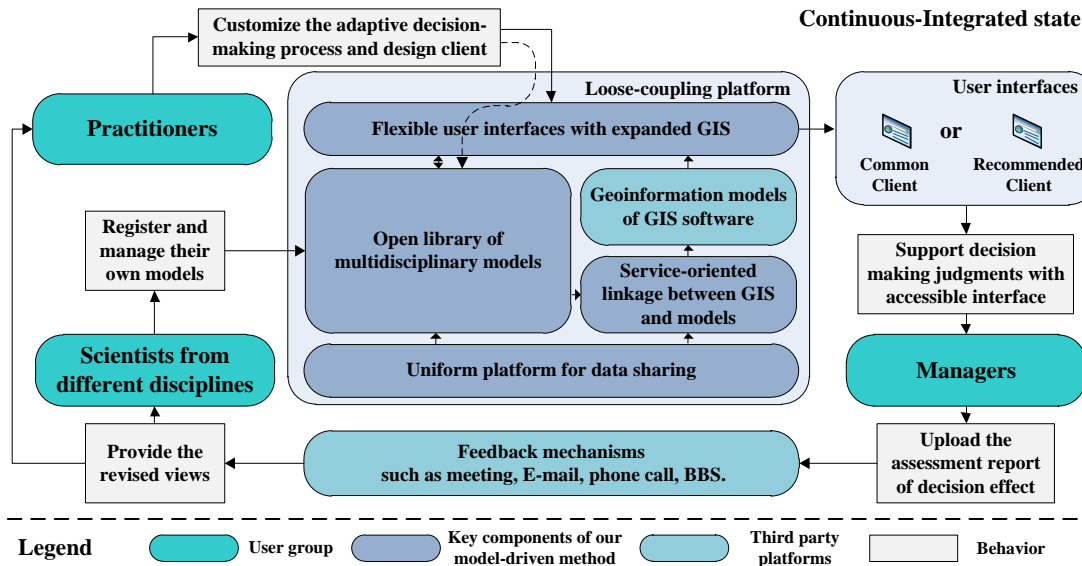 Continuous-Integrated state
Customize the adaptive decision-
making process and design client
Loose-coupling platform
User interfaces
Practitioners
Flexible user interfaces with expanded GIS
or
Common
Client
Recommended
Client
Geoinformation models
of GIS software
Register and
manage their
own models
Open library of
multidisciplinary models
Support decision
making judgments with
accessible interface
Service-oriented
linkage between GIS
and models
Scientists from
different disciplines
Uniform platform for data sharing
Managers
Provide the
revised views
Feedback mechanisms
such as meeting, E-mail, phone call, BBS.
Upload the
assessment report
of decision effect
Legend
User group
Key components of our
model-driven method
Third party
platforms
Behavior